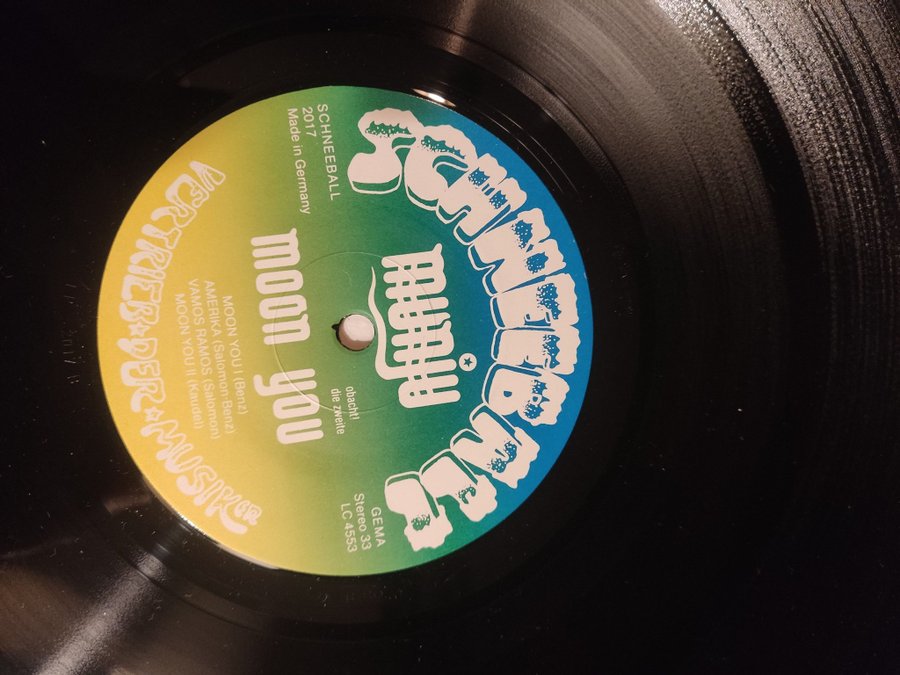 SCHNEEBALL
munju
SCHNEEBALL
2017
Made in Germany
obacht!
die zweite
GEMA
Stereo 33
LC 4553
moon you
MOON YOU I (Benz)
AMERIKA (Salomon-Benz)
VAMOS RAMOS (Salomon)
MOON YOU II (Kaudel)
VERTRIEB★DER★MUSIKER